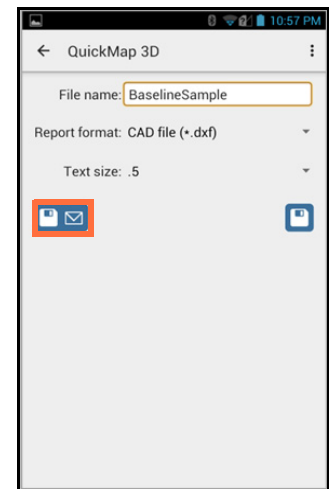 10:57 PM
QuickMap 3D
File name: BaselineSample
Report format: CAD file (*.dxf)
Text size: .5